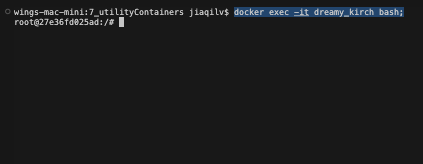 wings-mac-mini:7_utilityContainers jiaqilv$ docker exec -it dreamy_kirch bash;
root@27e36fd025ad:/#